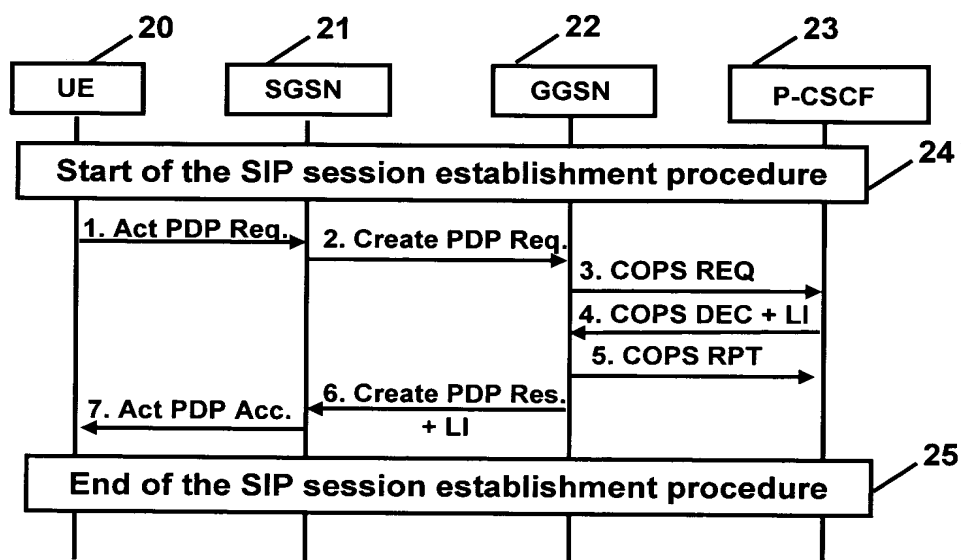 20
21
22
23
UE
SGSN
GGSN
P-CSCF
Start of the SIP session establishment procedure
24
1. Act PDP Req.
2. Create PDP Req.
3. COPS REQ
4. COPS DEC + LI
5. COPS RPT
6. Create PDP Res.
+ LI
7. Act PDP Acc.
End of the SIP session establishment procedure
25